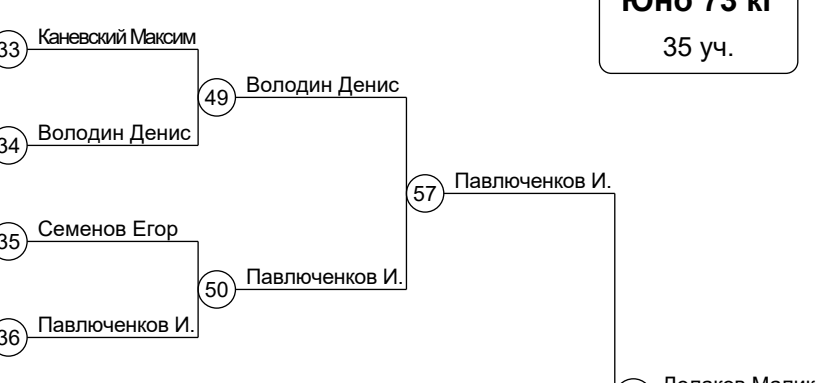 Юно 73 кг
35 уч.
33 Каневский Максим
49 Володин Денис
34 Володин Денис
57 Павлюченков И.
35 Семенов Егор
50 Павлюченков И.
36 Павлюченков И.